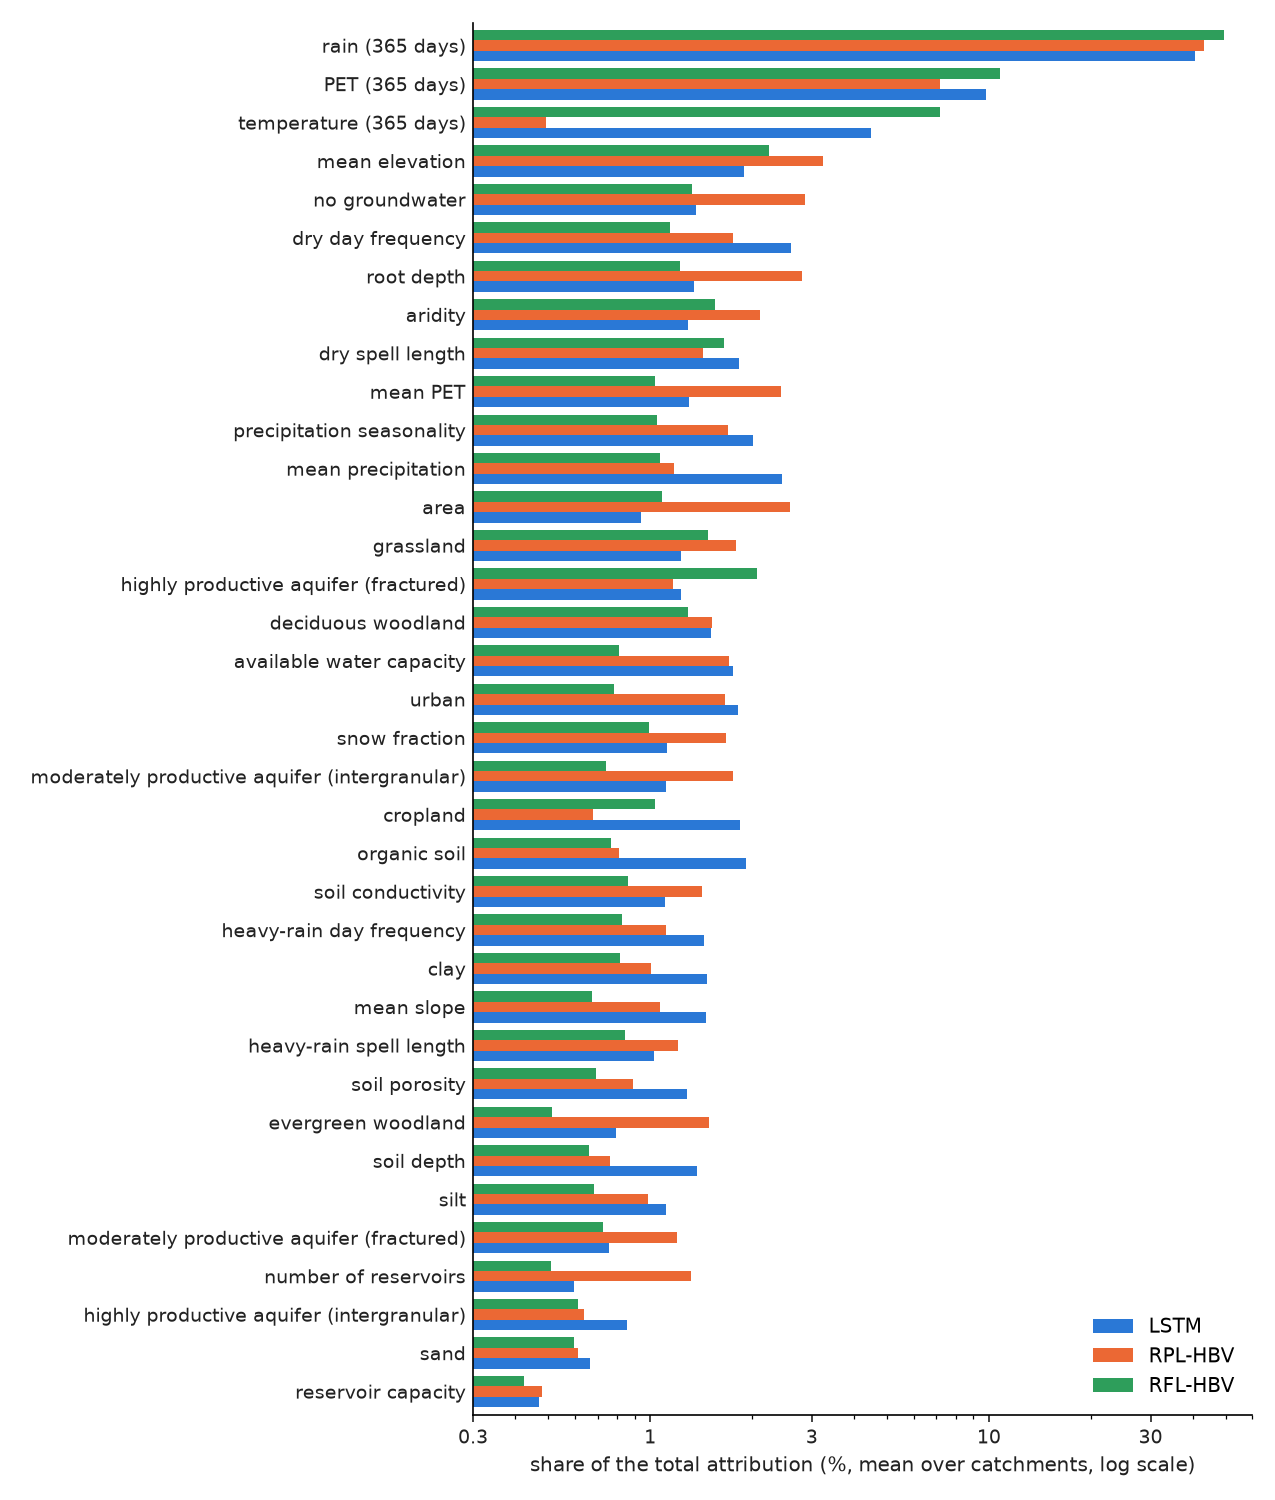 rain (365 days)
PET (365 days)
temperature (365 days)
mean elevation
no groundwater
dry day frequency
root depth
aridity
dry spell length
mean PET
precipitation seasonality
mean precipitation
area
grassland
highly productive aquifer (fractured)
deciduous woodland
available water capacity
urban
snow fraction
moderately productive aquifer (intergranular)
cropland
organic soil
soil conductivity
heavy-rain day frequency
clay
mean slope
heavy-rain spell length
soil porosity
evergreen woodland
soil depth
silt
moderately productive aquifer (fractured)
number of reservoirs
highly productive aquifer (intergranular)
sand
reservoir capacity
LSTM
RPL-HBV
RFL-HBV
0.3 1 3 10 30
share of the total attribution (%, mean over catchments, log scale)